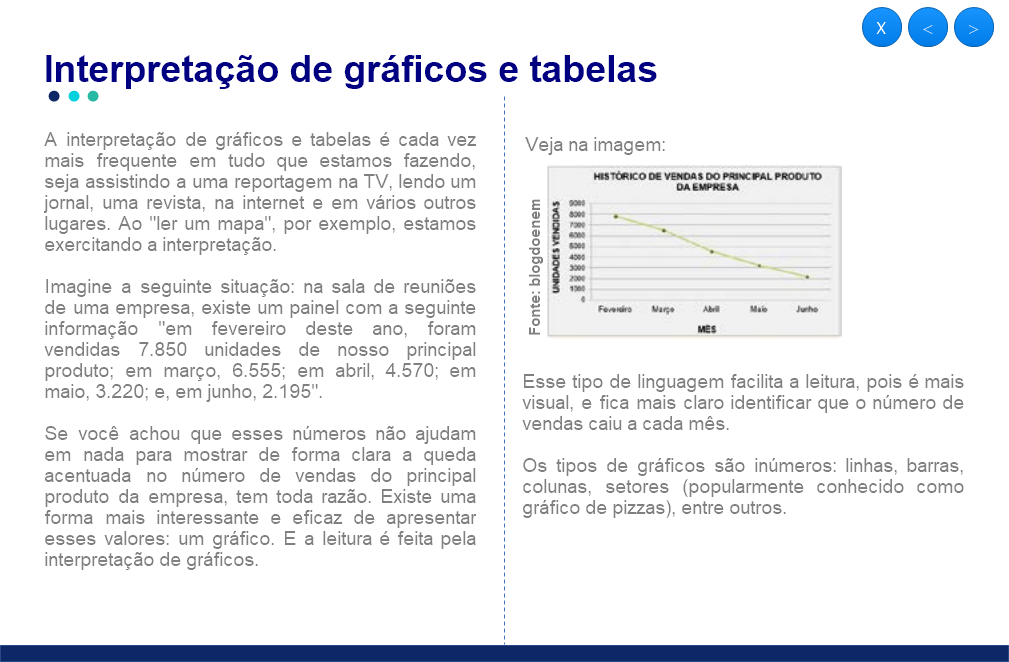 X < >
Interpretação de gráficos e tabelas
A interpretação de gráficos e tabelas é cada vez
mais frequente em tudo que estamos fazendo,
seja assistindo a uma reportagem na TV, lendo um
jornal, uma revista, na internet e em vários outros
lugares. Ao "ler um mapa", por exemplo, estamos
exercitando a interpretação.
Imagine a seguinte situação: na sala de reuniões
de uma empresa, existe um painel com a seguinte
informação "em fevereiro deste ano, foram
vendidas 7.850 unidades de nosso principal
produto; em março, 6.555; em abril, 4.570; em
maio, 3.220; e, em junho, 2.195".
Se você achou que esses números não ajudam
em nada para mostrar de forma clara a queda
acentuada no número de vendas do principal
produto da empresa, tem toda razão. Existe uma
forma mais interessante e eficaz de apresentar
esses valores: um gráfico. E a leitura é feita pela
interpretação de gráficos.
Veja na imagem:
Fonte: blogdoenem
HISTÓRICO DE VENDAS DO PRINCIPAL PRODUTO
DA EMPRESA
UNIDADES VENDIDAS
9000
8000
7000
6000
5000
4000
3000
2000
1000
0
Fevereiro Março Abril Maio Junho
MÊS
Esse tipo de linguagem facilita a leitura, pois é mais
visual, e fica mais claro identificar que o número de
vendas caiu a cada mês.
Os tipos de gráficos são inúmeros: linhas, barras,
colunas, setores (popularmente conhecido como
gráfico de pizzas), entre outros.